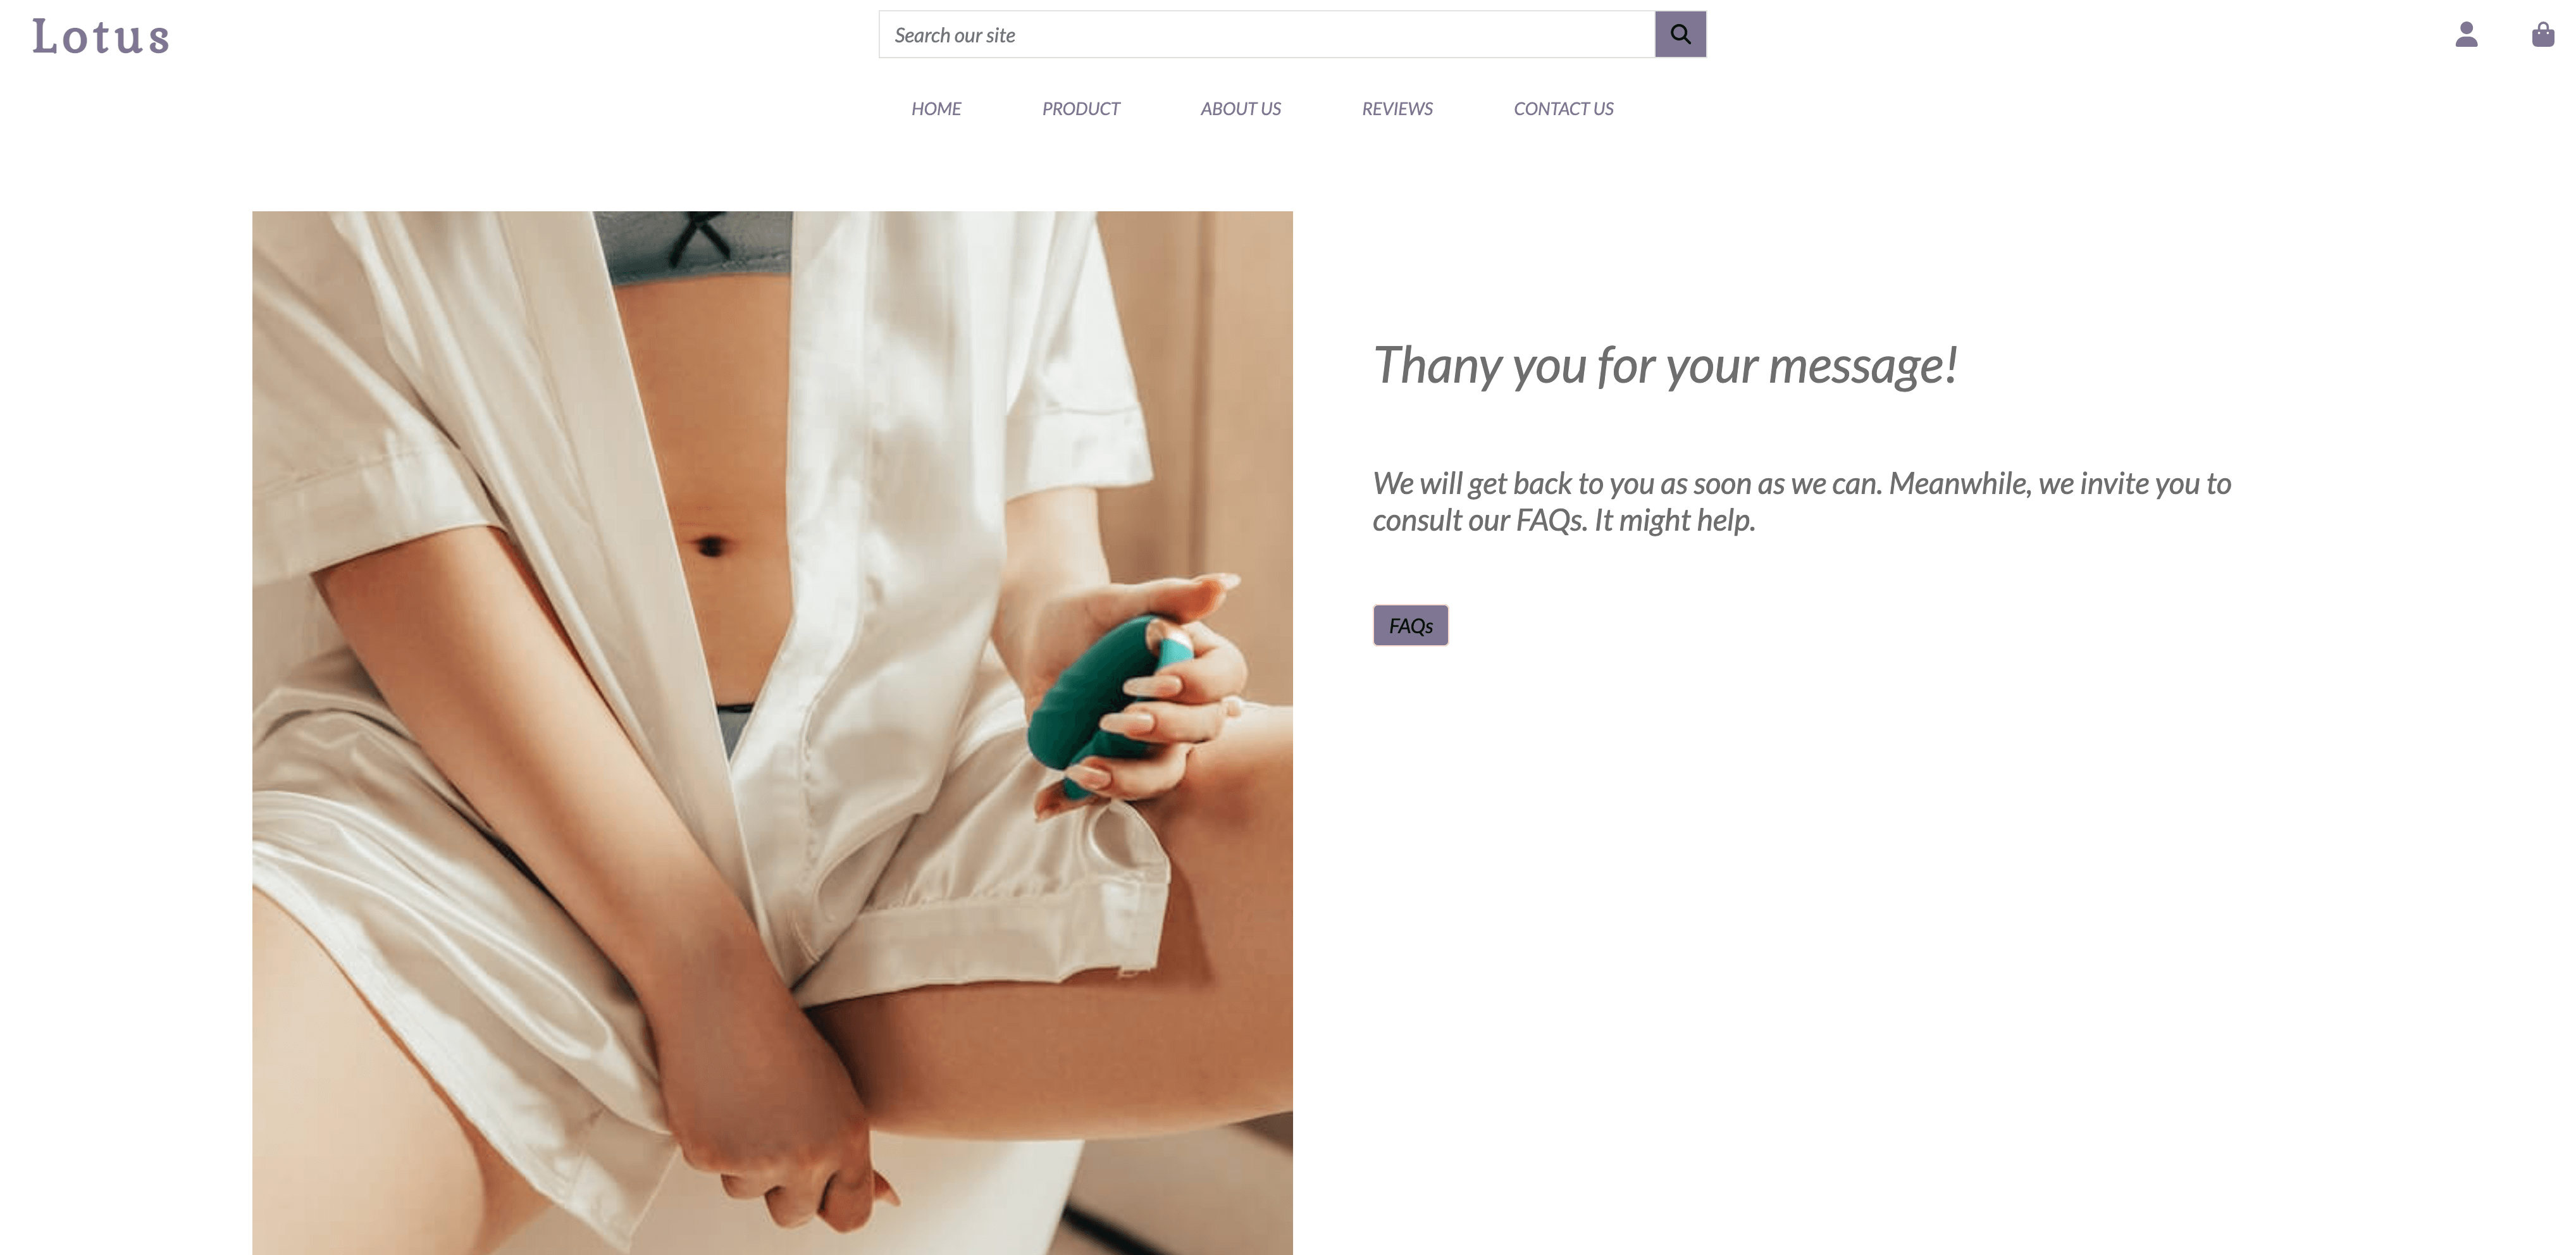 Lotus
Search our site
HOME
PRODUCT
ABOUT US
REVIEWS
CONTACT US
Thany you for your message!
We will get back to you as soon as we can. Meanwhile, we invite you to
consult our FAQs. It might help.
FAQs